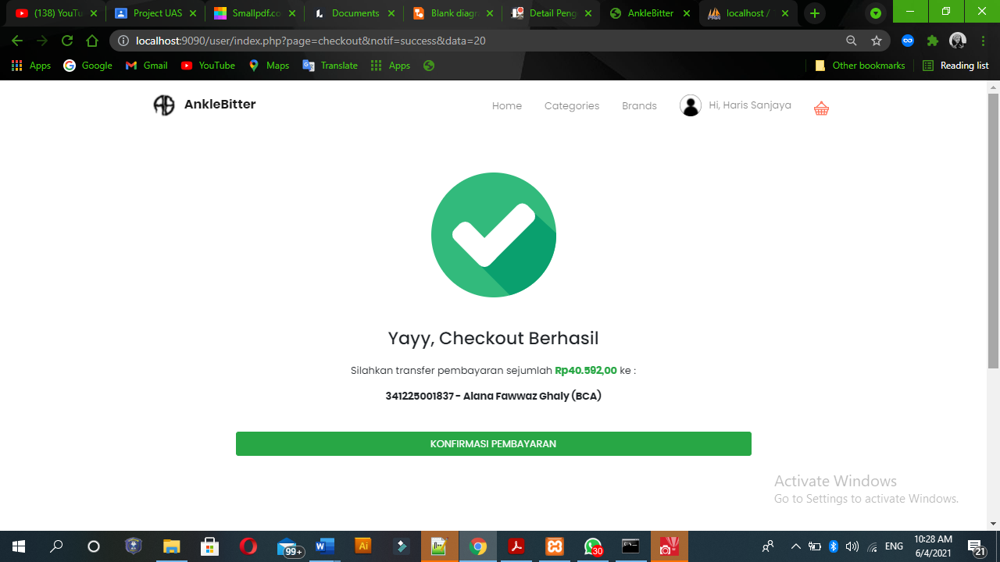 (138) YouTu
Project UAS
Smallpdf.co
Documents
Blank diagra
Detail Peng
AnkleBitter
localhost /
localhost:9090/user/index.php?page=checkout&notif=success&data=20
Apps
Google
Gmail
YouTube
Maps
Translate
Apps
Other bookmarks
Reading list
AnkleBitter
Home
Categories
Brands
Hi, Haris Sanjaya
Yayy, Checkout Berhasil
Silahkan transfer pembayaran sejumlah Rp40.592,00 ke :
341225001837 - Alana Fawwaz Ghaly (BCA)
KONFIRMASI PEMBAYARAN
Activate Windows
Go to Settings to activate Windows.
99+
30
ENG
10:28 AM
6/4/2021
21